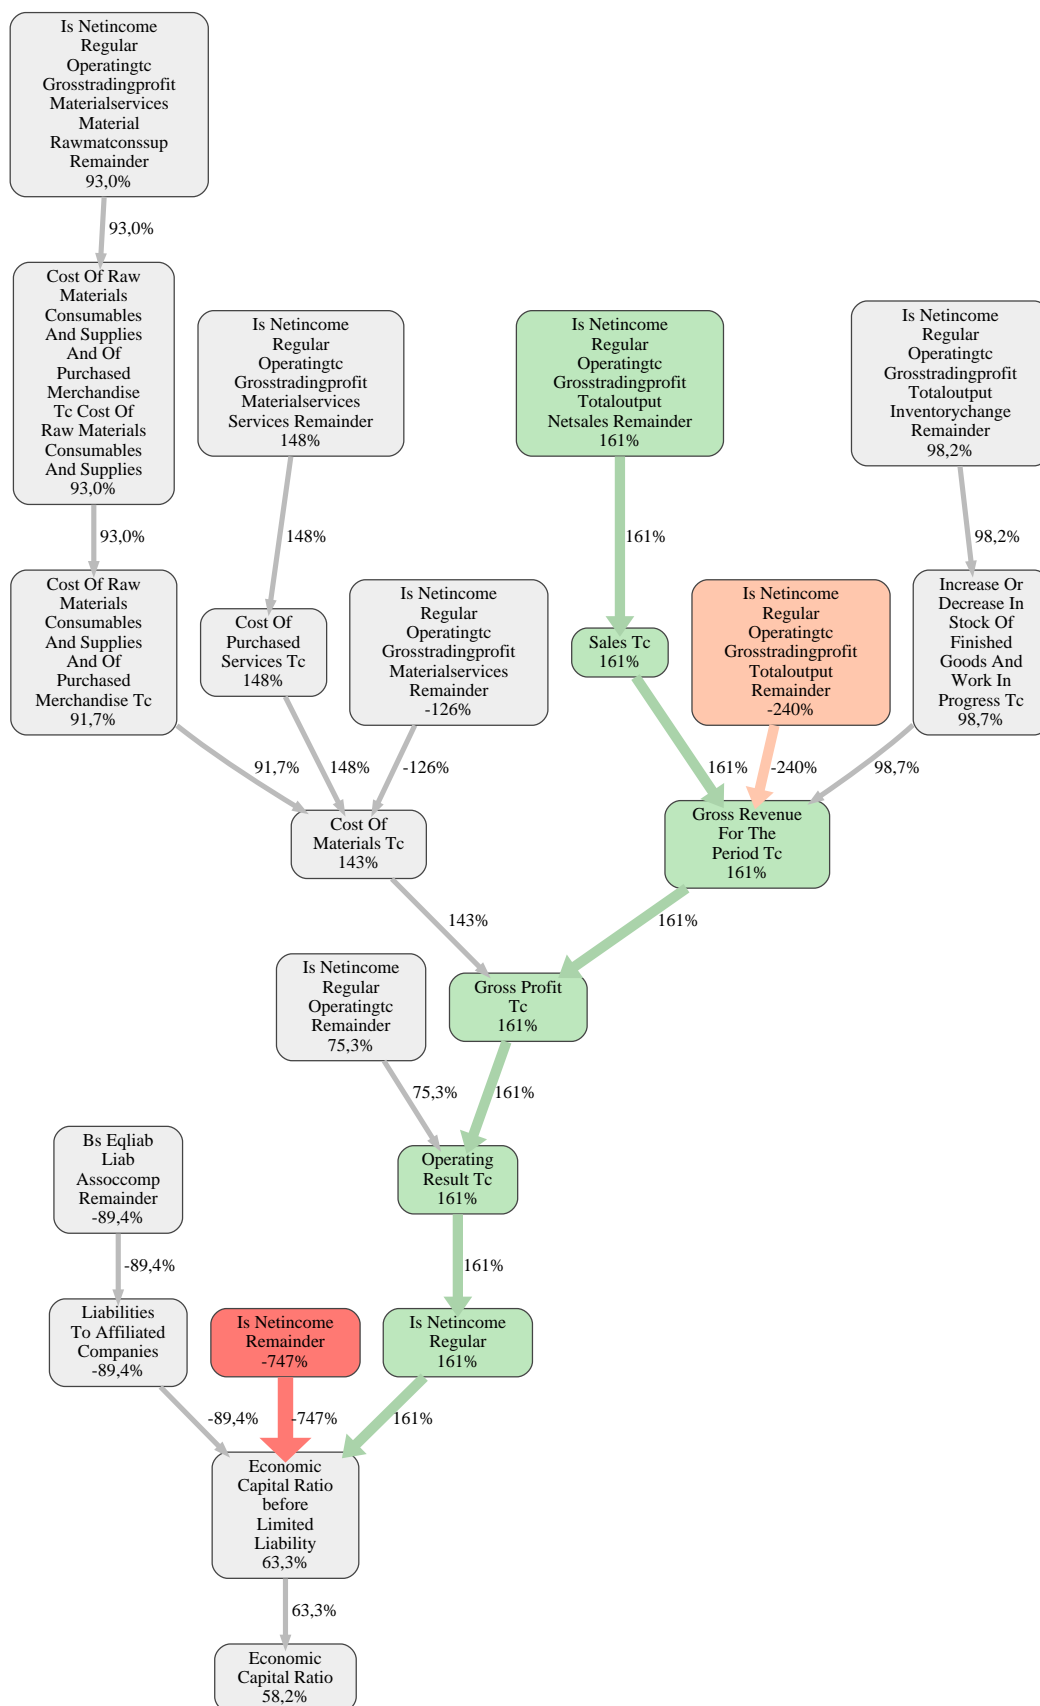 Is Netincome
Regular
Operatingtc
Grosstradingprofit
Materialservices
Material
Rawmatconssup
Remainder
93,0%
93,0%
Cost Of Raw
Materials
Consumables
And Supplies
And Of
Purchased
Merchandise
Tc Cost Of
Raw Materials
Consumables
And Supplies
93,0%
Is Netincome
Regular
Operatingtc
Grosstradingprofit
Materialservices
Services Remainder
148%
Is Netincome
Regular
Operatingtc
Grosstradingprofit
Totaloutput
Netsales Remainder
161%
Is Netincome
Regular
Operatingtc
Grosstradingprofit
Totaloutput
Inventorychange
Remainder
98,2%
93,0%
148%
161%
98,2%
Cost Of Raw
Materials
Consumables
And Supplies
And Of
Purchased
Merchandise Tc
91,7%
Cost Of
Purchased
Services Tc
148%
Is Netincome
Regular
Operatingtc
Grosstradingprofit
Materialservices
Remainder
-126%
Sales Tc
161%
Is Netincome
Regular
Operatingtc
Grosstradingprofit
Totaloutput
Remainder
-240%
Increase Or
Decrease In
Stock Of
Finished
Goods And
Work In
Progress Tc
98,7%
91,7%
148%
-126%
161%
-240%
98,7%
Cost Of
Materials Tc
143%
Gross Revenue
For The
Period Tc
161%
143%
161%
Is Netincome
Regular
Operatingtc
Remainder
75,3%
Gross Profit
Tc
161%
75,3%
161%
Bs Eqliab
Liab
Assoccomp
Remainder
-89,4%
Operating
Result Tc
161%
-89,4%
161%
Liabilities
To Affiliated
Companies
-89,4%
Is Netincome
Remainder
-747%
Is Netincome
Regular
161%
-89,4%
-747%
161%
Economic
Capital Ratio
before
Limited
Liability
63,3%
63,3%
Economic
Capital Ratio
58,2%